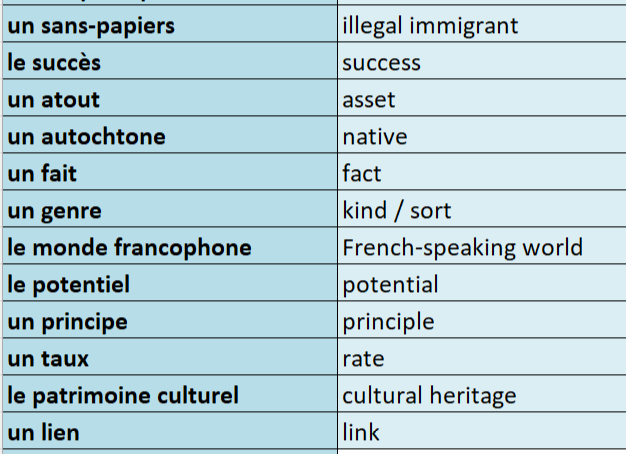 un sans-papiers illegal immigrant
le succès success
un atout asset
un autochtone native
un fait fact
un genre kind / sort
le monde francophone French-speaking world
le potentiel potential
un principe principle
un taux rate
le patrimoine culturel cultural heritage
un lien link